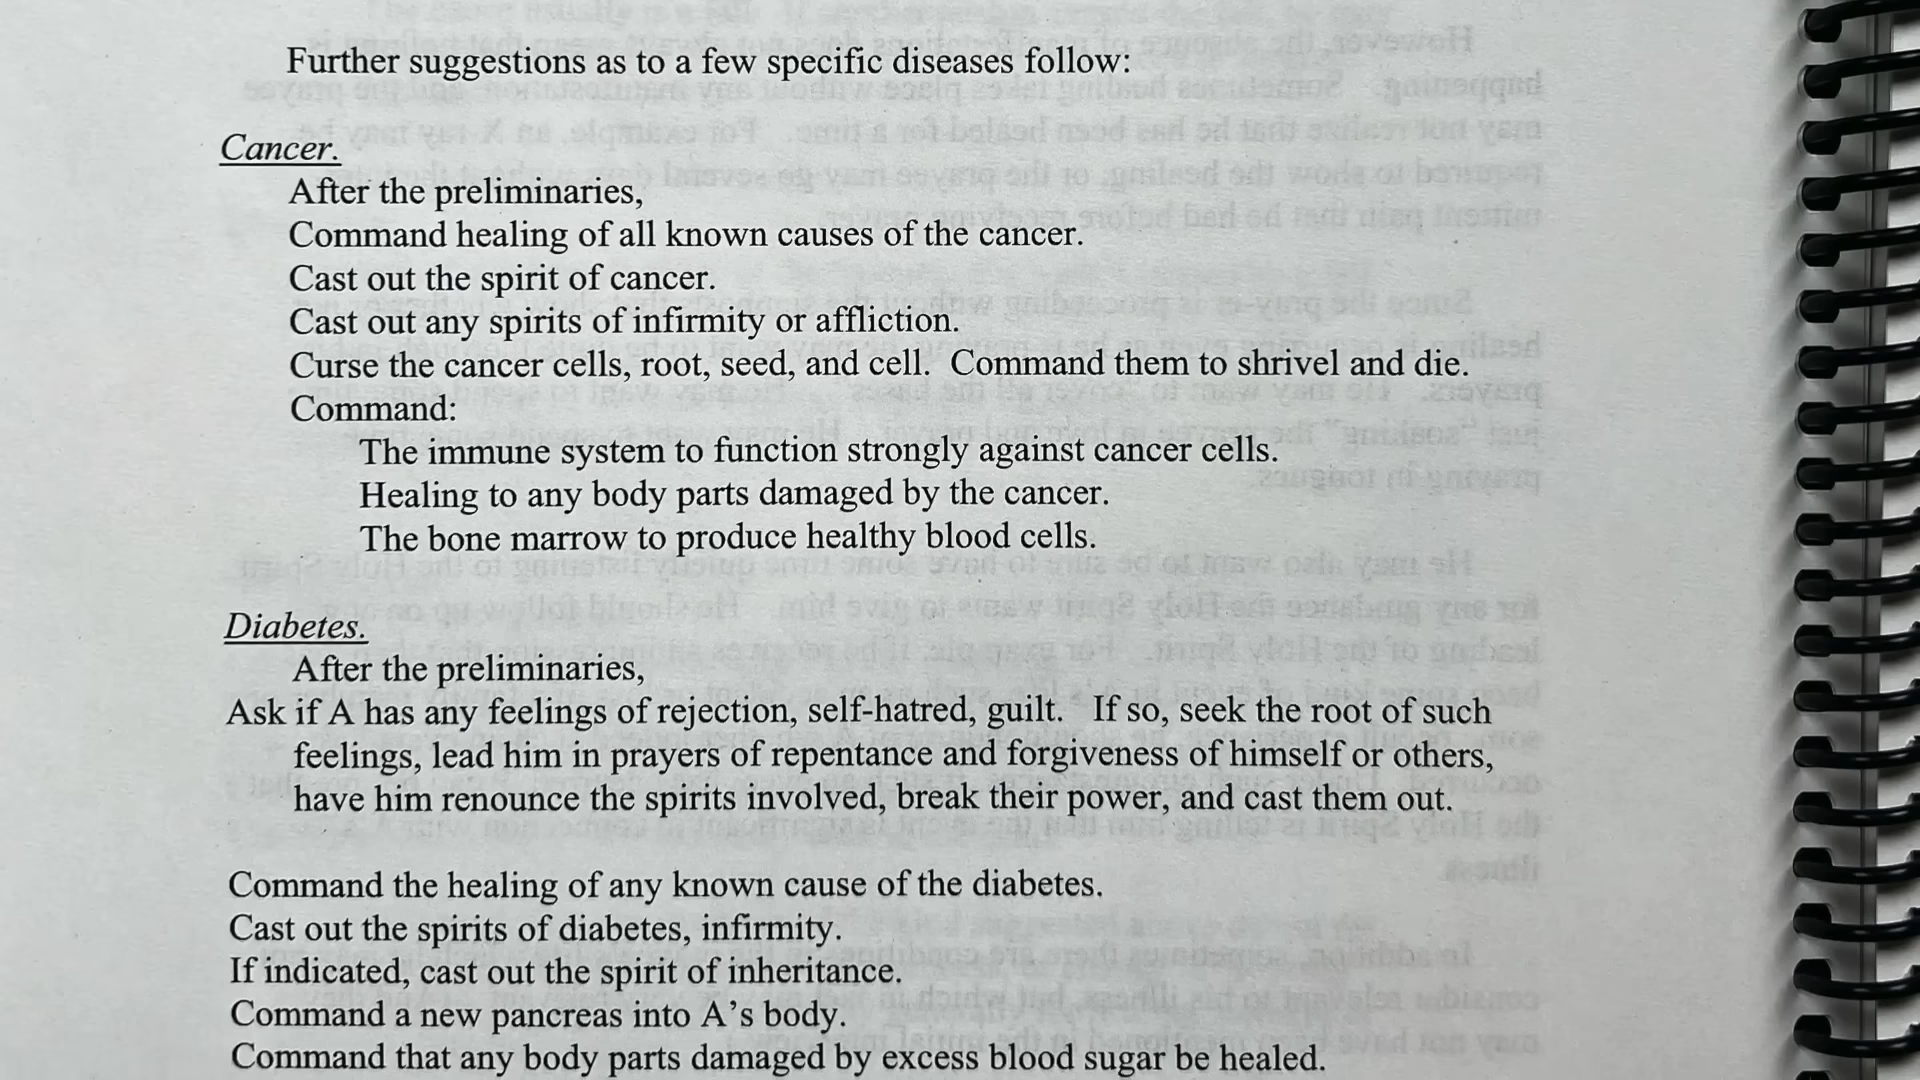 Further suggestions as to a few specific diseases follow:
Cancer.
After the preliminaries,
Command healing of all known causes of the cancer.
Cast out the spirit of cancer.
Cast out any spirits of infirmity or affliction.
Curse the cancer cells, root, seed, and cell. Command them to shrivel and die.
Command:
The immune system to function strongly against cancer cells.
Healing to any body parts damaged by the cancer.
The bone marrow to produce healthy blood cells.
Diabetes.
After the preliminaries,
Ask if A has any feelings of rejection, self-hatred, guilt. If so, seek the root of such
feelings, lead him in prayers of repentance and forgiveness of himself or others,
have him renounce the spirits involved, break their power, and cast them out.
Command the healing of any known cause of the diabetes.
Cast out the spirits of diabetes, infirmity.
If indicated, cast out the spirit of inheritance.
Command a new pancreas into A's body.
Command that any body parts damaged by excess blood sugar be healed.